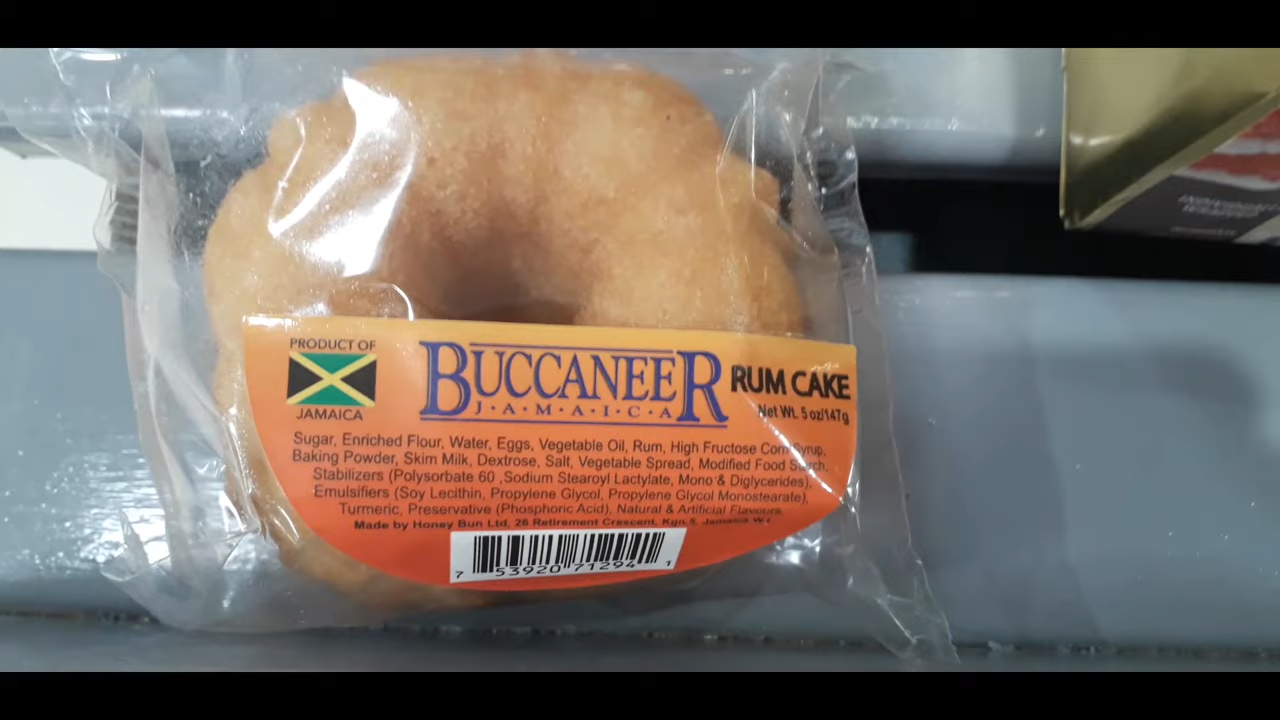 PRODUCT OF
JAMAICA
BUCCANEER
J·A·M·A·I·C·A
RUM CAKE
Net Wt. 5 oz/147g
Sugar, Enriched Flour, Water, Eggs, Vegetable Oil, Rum, High Fructose Corn Syrup,
Baking Powder, Skim Milk, Dextrose, Salt, Vegetable Spread, Modified Food Starch,
Stabilizers (Polysorbate 60 ,Sodium Stearoyl Lactylate, Mono & Diglycerides),
Emulsifiers (Soy Lecithin, Propylene Glycol, Propylene Glycol Monostearate),
Turmeric, Preservative (Phosphoric Acid), Natural & Artificial Flavours.
Made by Honey Bun Ltd, 26 Retirement Crescent, Kgn.5, Jamaica W.I
7 53920 71294 1